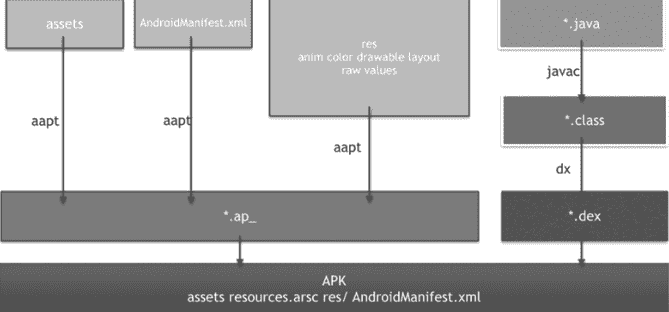 assets
AndroidManifest.xml
res
anim color drawable layout
raw values
*.java
javac
aapt
aapt
aapt
*.class
dx
*.ap_
*.dex
APK
assets resources.arsc res/ AndroidManifest.xml